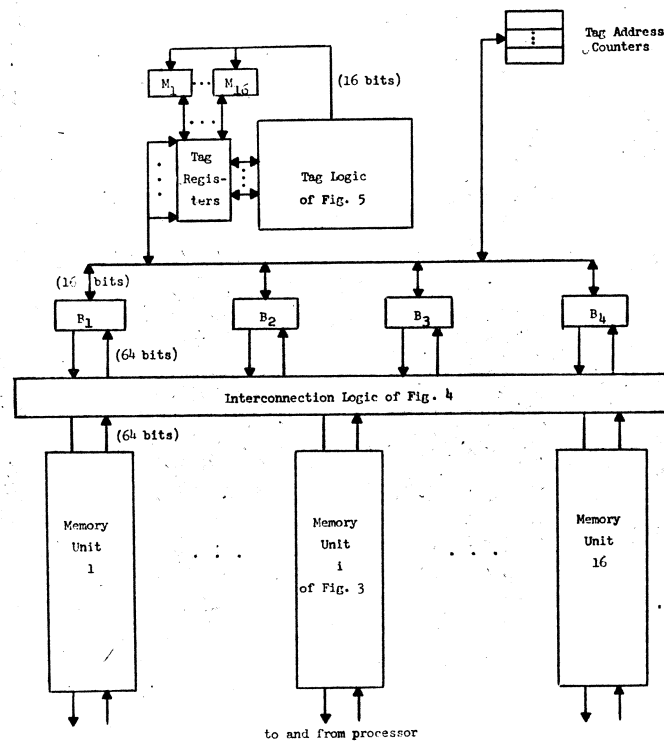 Tag Address
Counters
M1 ... M16
(16 bits)
Tag
Regis-
ters
Tag Logic
of Fig. 5
(16 bits)
B1
B2
B3
B4
(64 bits)
Interconnection Logic of Fig. 4
(64 bits)
Memory
Unit
1
Memory
Unit
i
of Fig. 3
Memory
Unit
16
to and from processor